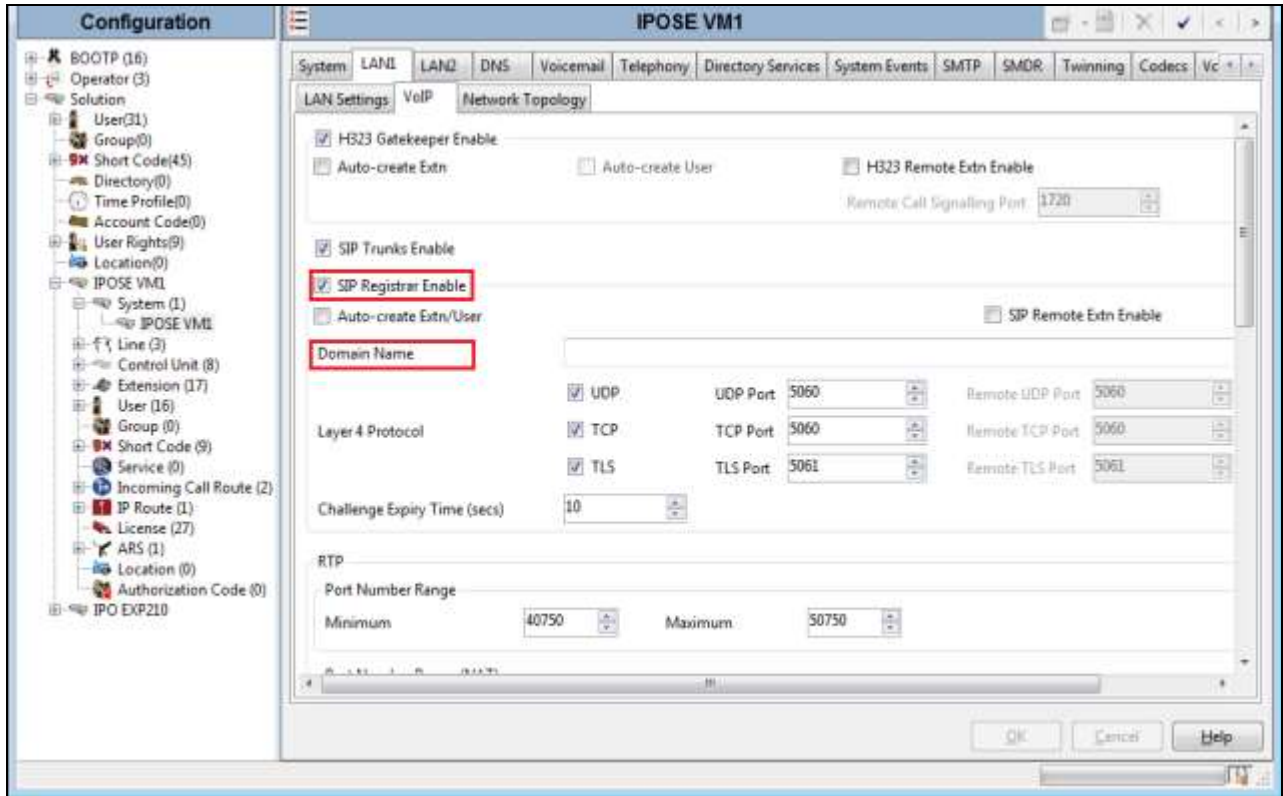 Configuration
IPOSE VM1
BOOTP (16)
Operator (3)
Solution
User(31)
Group(0)
Short Code(45)
Directory(0)
Time Profile(0)
Account Code(0)
User Rights(9)
Location(0)
IPOSE VM1
System (1)
IPOSE VM1
Line (3)
Control Unit (8)
Extension (17)
User (16)
Group (0)
Short Code (9)
Service (0)
Incoming Call Route (2)
IP Route (1)
License (27)
ARS (1)
Location (0)
Authorization Code (0)
IPO EXP210
System LAN1 LAN2 DNS Voicemail Telephony Directory Services System Events SMTP SMDR Twinning Codecs
LAN Settings VoIP Network Topology
H323 Gatekeeper Enable
Auto-create Extn Auto-create User H323 Remote Extn Enable
Remote Call Signalling Port 1720
SIP Trunks Enable
SIP Registrar Enable
Auto-create Extn/User SIP Remote Extn Enable
Domain Name
UDP UDP Port 5060 Remote UDP Port 5060
Layer 4 Protocol TCP TCP Port 5060 Remote TCP Port 5060
TLS TLS Port 5061 Remote TLS Port 5061
Challenge Expiry Time (secs) 10
RTP
Port Number Range
Minimum 40750 Maximum 50750
OK Cancel Help